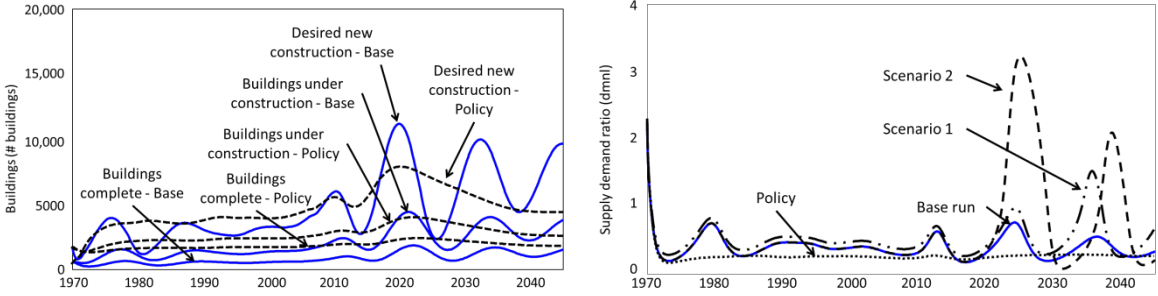 20,000
15,000
10,000
5000
0
Buildings (# buildings)
1970
1980
1990
2000
2010
2020
2030
2040
Desired new
construction - Base
Buildings under
construction - Base
Desired new
construction -
Policy
Buildings under
construction - Policy
Buildings
complete - Base
Buildings
complete - Policy
4
3
2
1
0
Supply demand ratio (dmnl)
1970
1980
1990
2000
2010
2020
2030
2040
Scenario 2
Scenario 1
Policy
Base run